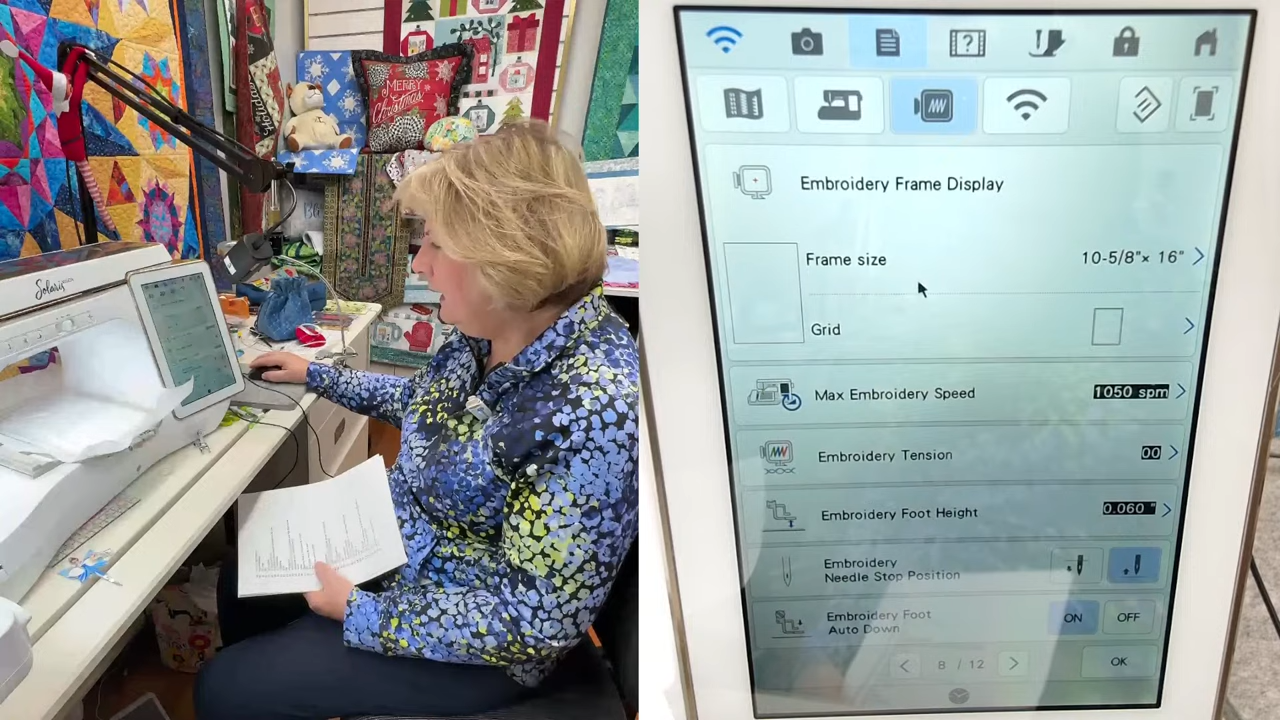 Holiday
MERRY
Christmas
Solaris
Embroidery Frame Display
Frame size
10-5/8"× 16"
Grid
Max Embroidery Speed
1050 spm
Embroidery Tension
00
Embroidery Foot Height
0.060 "
Embroidery
Needle Stop Position
Embroidery Foot
Auto Down
ON
OFF
8 / 12
OK